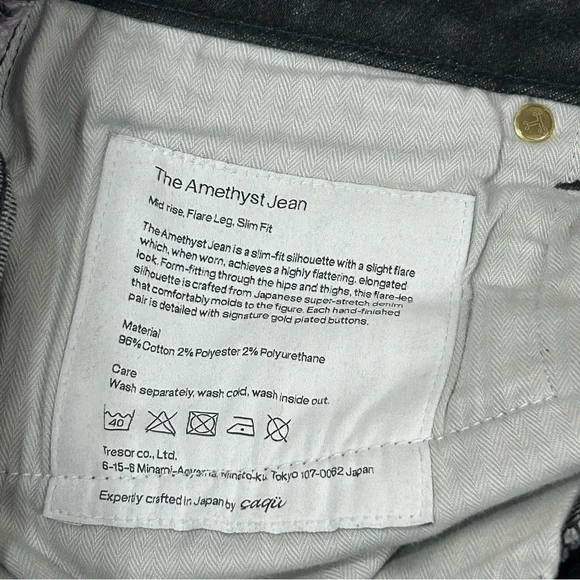 The Amethyst Jean
Mid rise, Flare Leg, Slim Fit
The Amethyst Jean is a slim-fit silhouette with a slight flare
which, when worn, achieves a highly flattering, elongated
look. Form-fitting through the hips and thighs, this flare-leg
silhouette is crafted from Japanese super-stretch denim
that comfortably molds to the figure. Each hand-finished
pair is detailed with signature gold plated buttons.
Material
96% Cotton 2% Polyester 2% Polyurethane
Care
Wash separately, wash cold, wash inside out.
40
Tresor co., Ltd.
6-15-6 Minami-Aoyama, Minato-ku, Tokyo 107-0062 Japan
Expertly crafted in Japan by